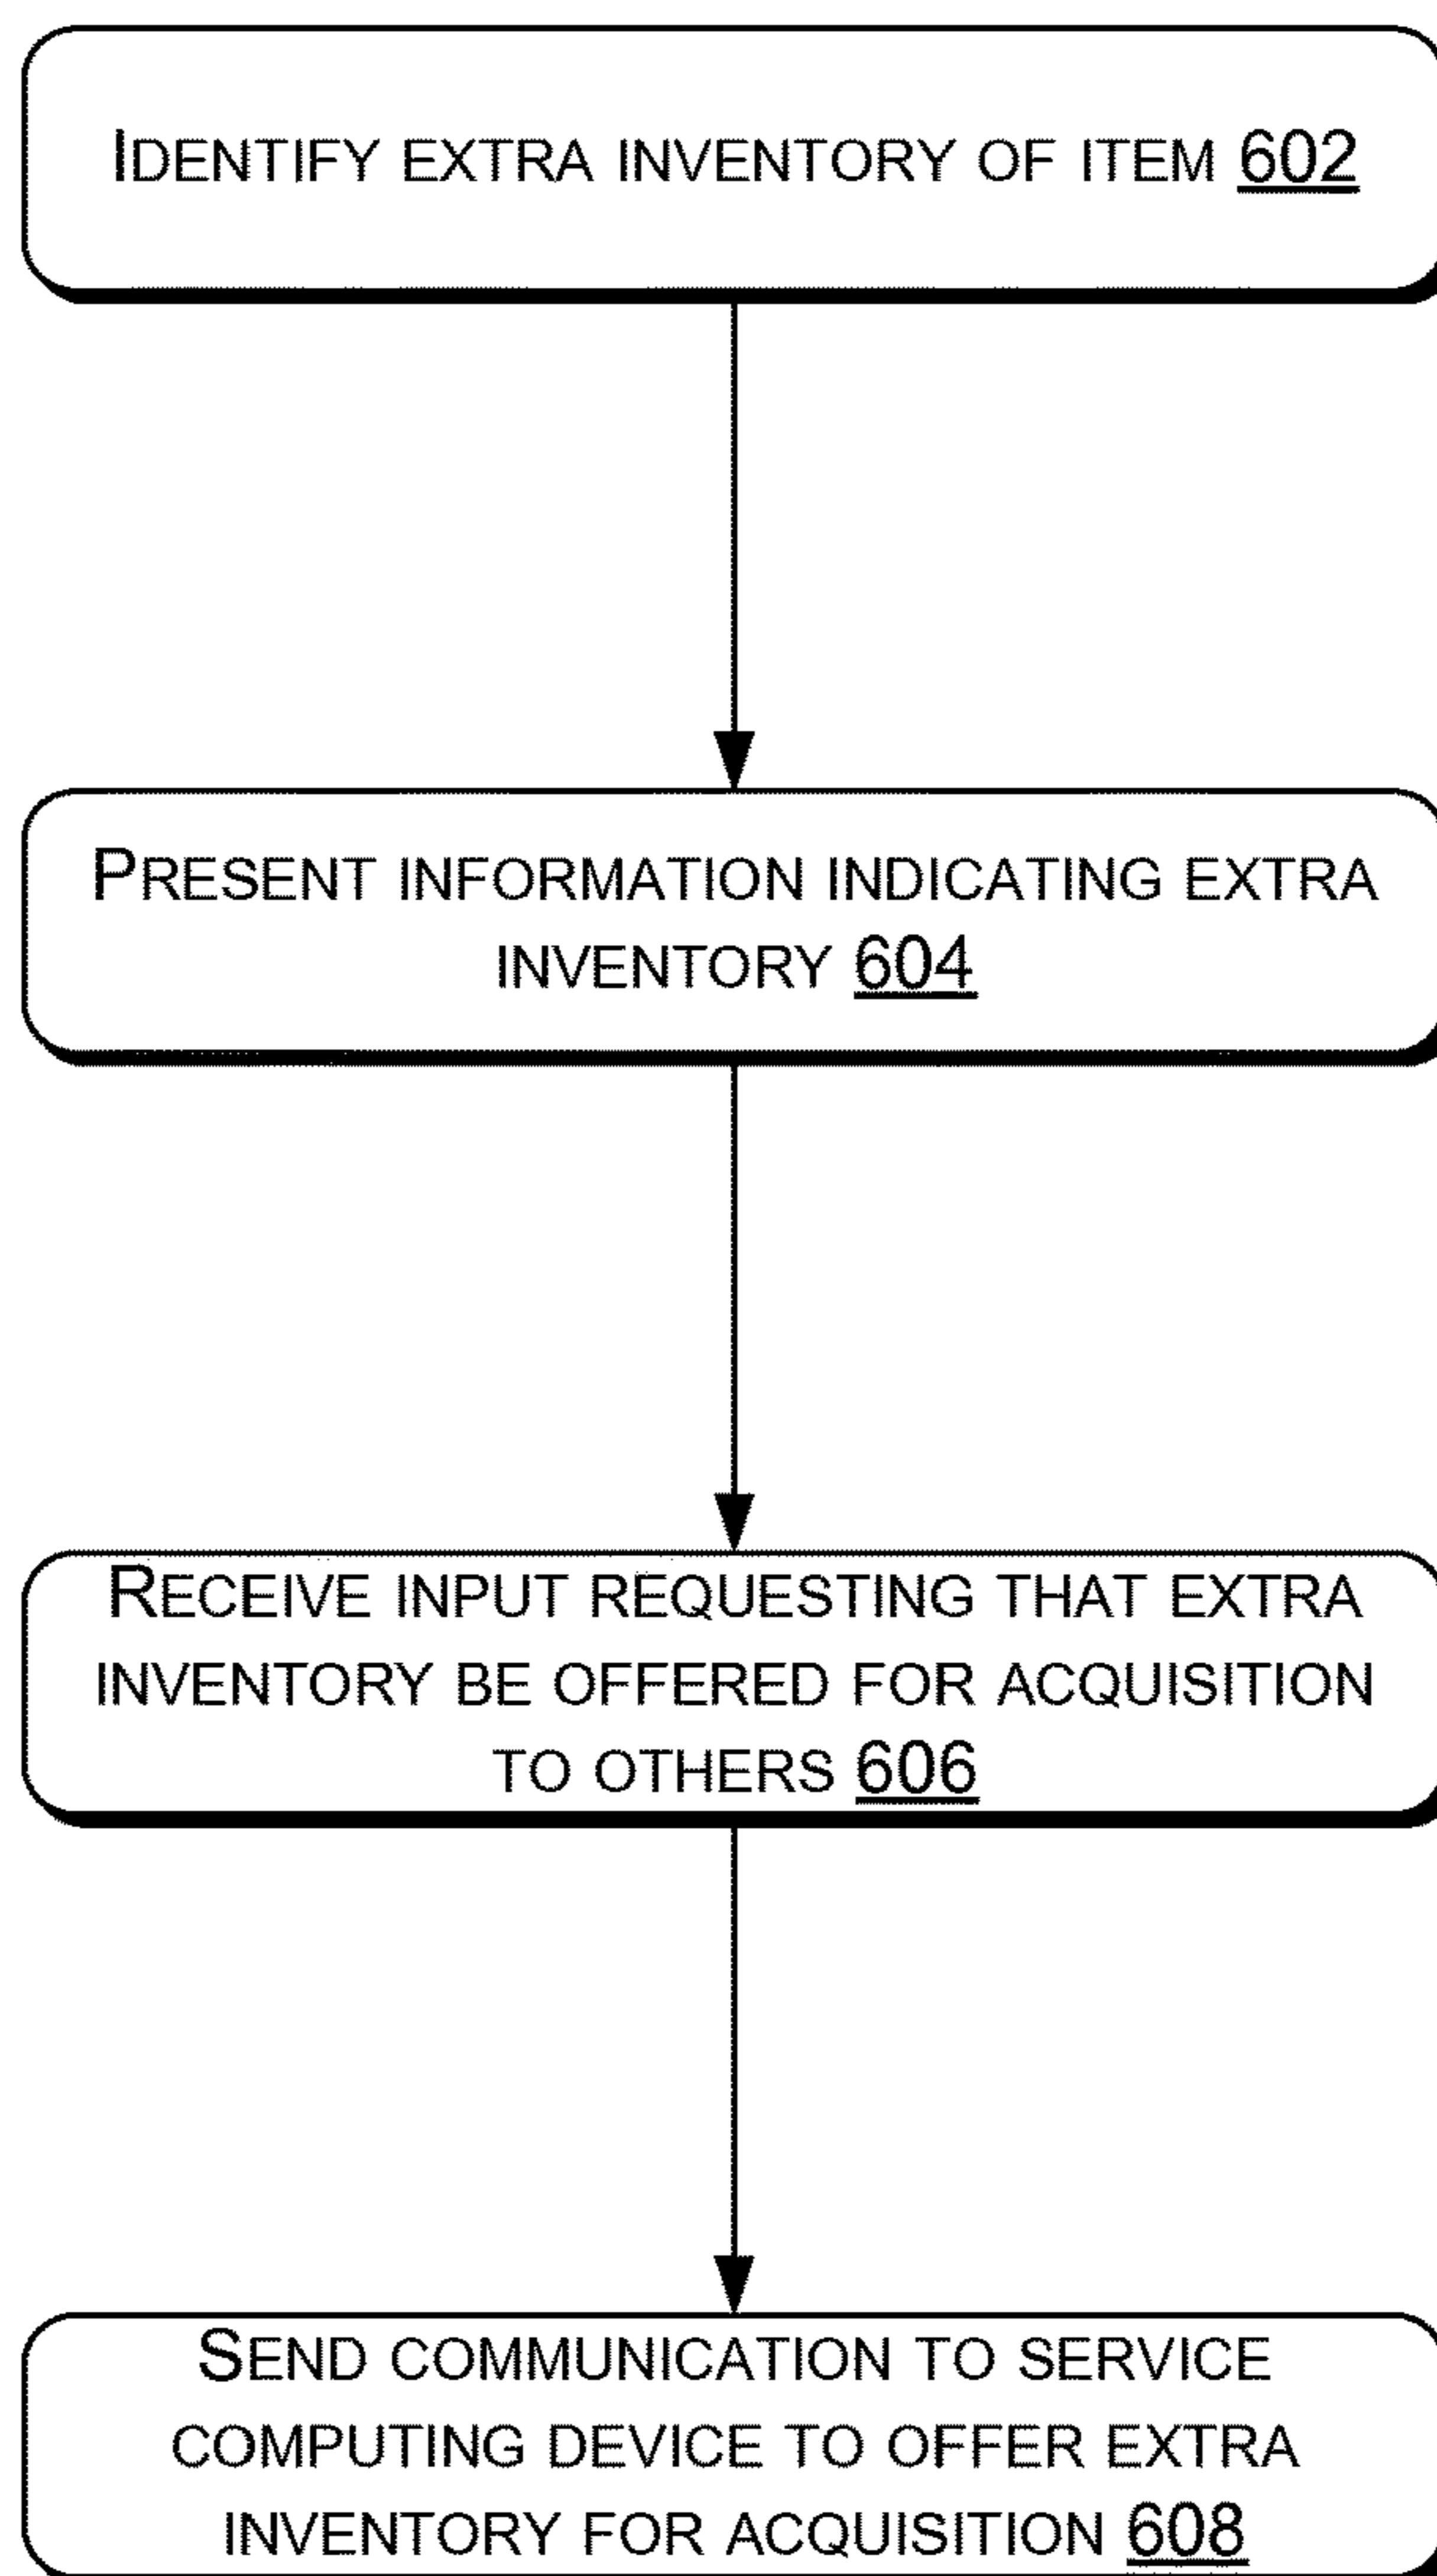 IDENTIFY EXTRA INVENTORY OF ITEM 602
PRESENT INFORMATION INDICATING EXTRA
INVENTORY 604
RECEIVE INPUT REQUESTING THAT EXTRA
INVENTORY BE OFFERED FOR ACQUISITION
TO OTHERS 606
SEND COMMUNICATION TO SERVICE
COMPUTING DEVICE TO OFFER EXTRA
INVENTORY FOR ACQUISITION 608